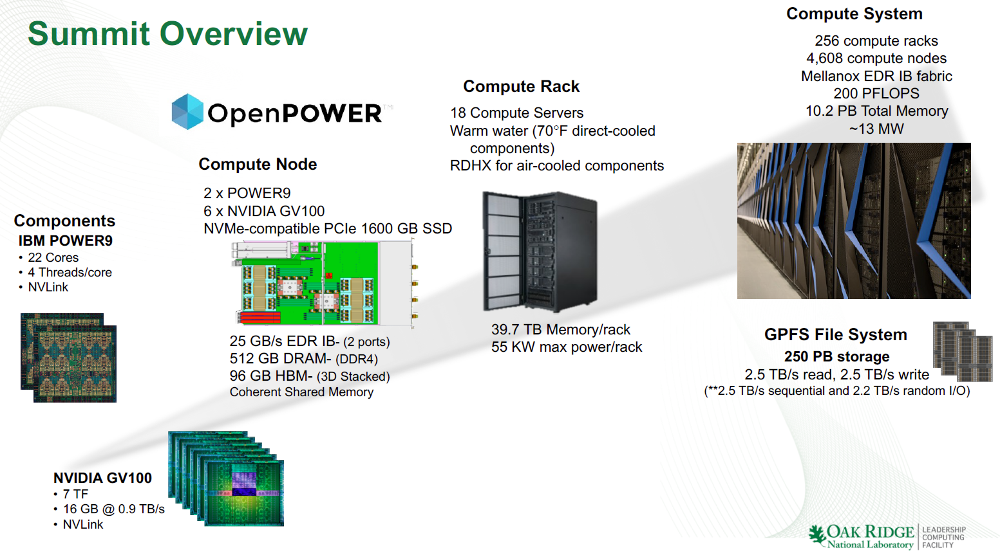 Summit Overview
OpenPOWER™
Components
IBM POWER9
• 22 Cores
• 4 Threads/core
• NVLink
NVIDIA GV100
• 7 TF
• 16 GB @ 0.9 TB/s
• NVLink
Compute Node
2 x POWER9
6 x NVIDIA GV100
NVMe-compatible PCIe 1600 GB SSD
25 GB/s EDR IB- (2 ports)
512 GB DRAM- (DDR4)
96 GB HBM- (3D Stacked)
Coherent Shared Memory
Compute Rack
18 Compute Servers
Warm water (70°F direct-cooled
components)
RDHX for air-cooled components
39.7 TB Memory/rack
55 KW max power/rack
Compute System
256 compute racks
4,608 compute nodes
Mellanox EDR IB fabric
200 PFLOPS
10.2 PB Total Memory
~13 MW
GPFS File System
250 PB storage
2.5 TB/s read, 2.5 TB/s write
(**2.5 TB/s sequential and 2.2 TB/s random I/O)
OAK RIDGE
National Laboratory
LEADERSHIP
COMPUTING
FACILITY